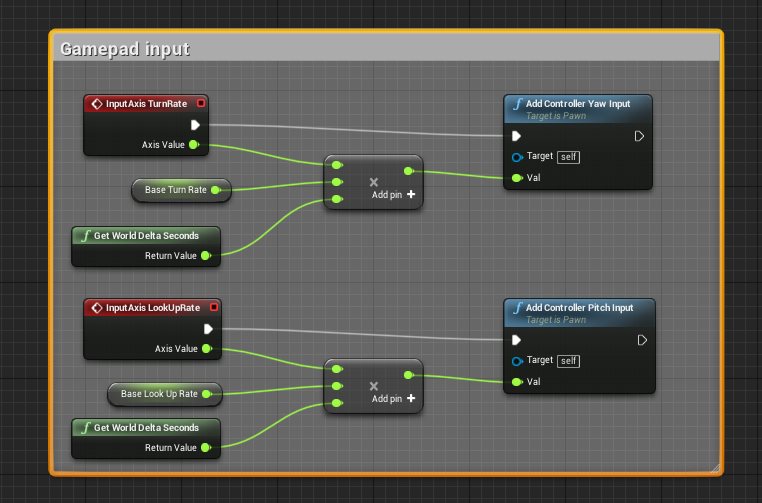 Gamepad input
InputAxis TurnRate
Axis Value
Base Turn Rate
Get World Delta Seconds
Return Value
Add pin
Add Controller Yaw Input
Target is Pawn
Target self
Val
InputAxis LookUpRate
Axis Value
Base Look Up Rate
Get World Delta Seconds
Return Value
Add pin
Add Controller Pitch Input
Target is Pawn
Target self
Val